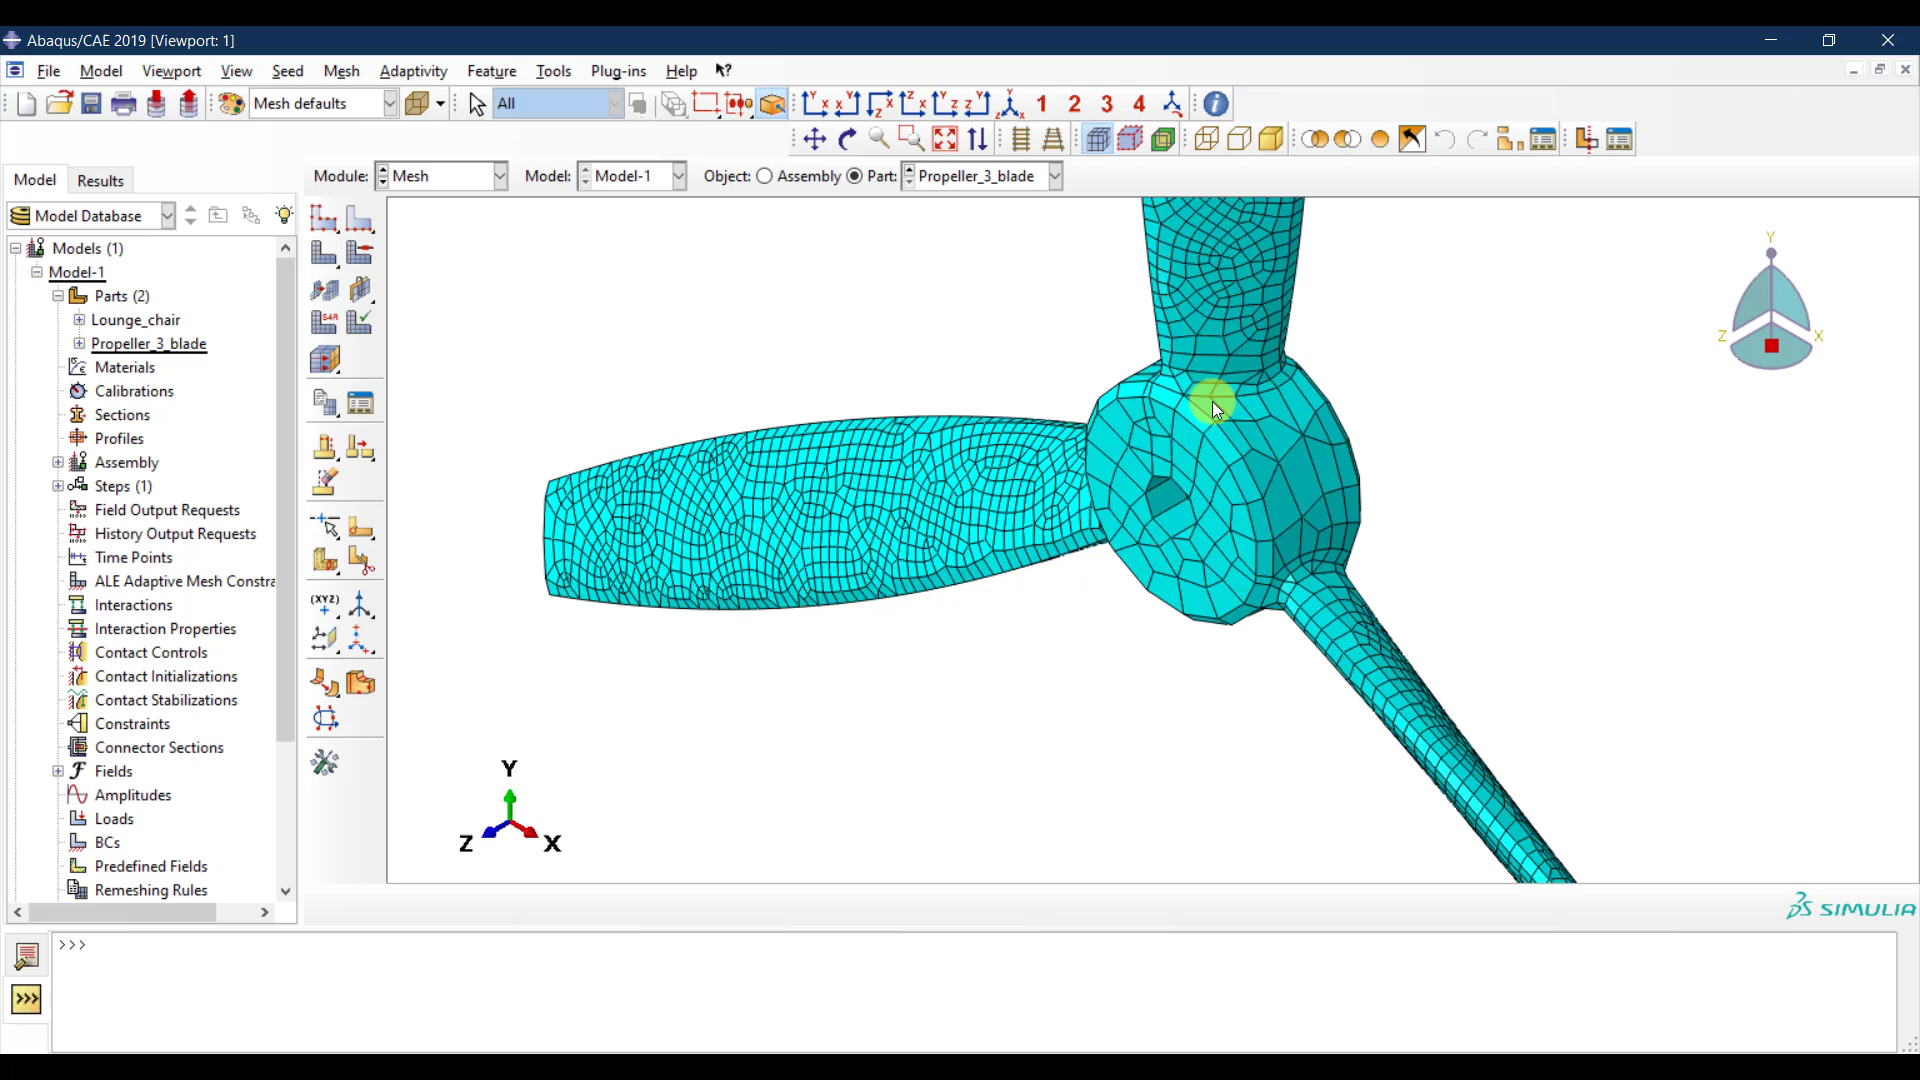 Abaqus/CAE 2019 [Viewport: 1]
File Model Viewport View Seed Mesh Adaptivity Feature Tools Plug-ins Help
Mesh defaults All 1 2 3 4
Module: Mesh Model: Model-1 Object: Assembly Part: Propeller_3_blade
Model Results
Model Database
Models (1)
Model-1
Parts (2)
Lounge_chair
Propeller_3_blade
Materials
Calibrations
Sections
Profiles
Assembly
Steps (1)
Field Output Requests
History Output Requests
Time Points
ALE Adaptive Mesh Constra
Interactions
Interaction Properties
Contact Controls
Contact Initializations
Contact Stabilizations
Constraints
Connector Sections
Fields
Amplitudes
Loads
BCs
Predefined Fields
Remeshing Rules
S4R
(XYZ)
Y
Z X
Y
Z X
SIMULIA
>>>
>>>